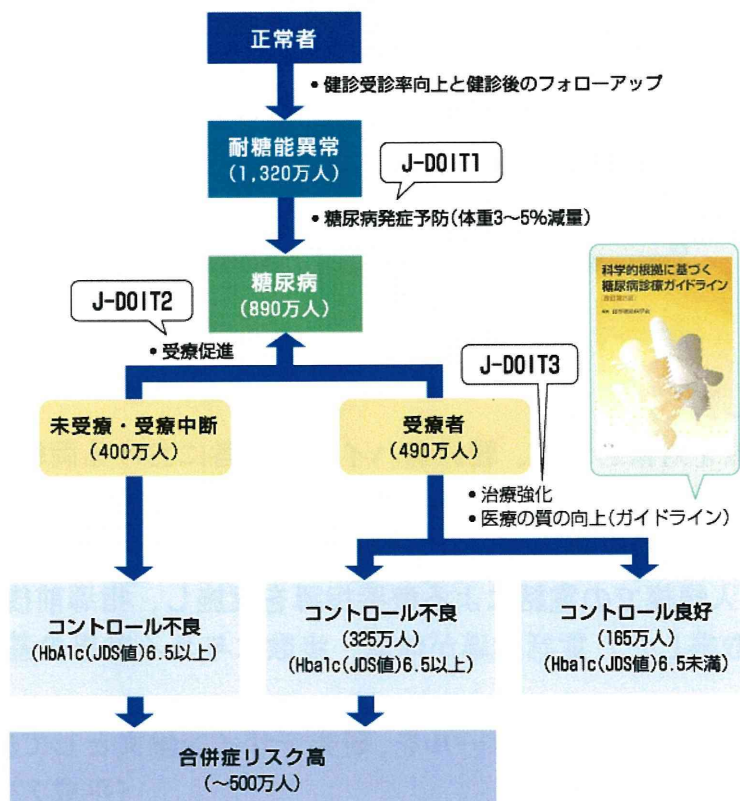 正常者
• 健診受診率向上と健診後のフォローアップ
耐糖能異常
(1,320万人)
J-DOIT1
• 糖尿病発症予防(体重3~5%減量)
糖尿病
(890万人)
J-DOIT2
• 受療促進
科学的根拠に基づく
糖尿病診療ガイドライン
J-DOIT3
未受療・受療中断
(400万人)
受療者
(490万人)
• 治療強化
• 医療の質の向上(ガイドライン)
コントロール不良
(HbA1c(JDS値)6.5以上)
コントロール不良
(325万人)
(Hba1c(JDS値)6.5以上)
コントロール良好
(165万人)
(Hba1c(JDS値)6.5未満)
合併症リスク高
(~500万人)